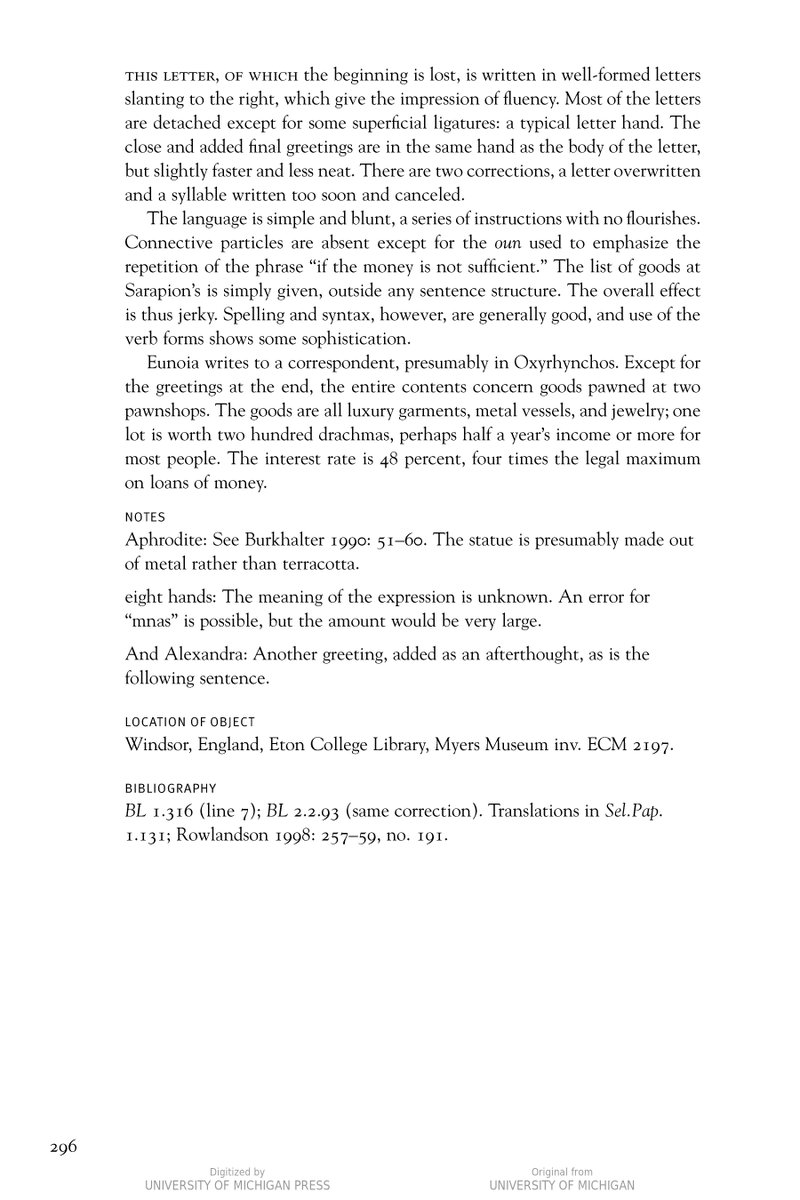 THIS LETTER, OF WHICH the beginning is lost, is written in well-formed letters
slanting to the right, which give the impression of fluency. Most of the letters
are detached except for some superficial ligatures: a typical letter hand. The
close and added final greetings are in the same hand as the body of the letter,
but slightly faster and less neat. There are two corrections, a letter overwritten
and a syllable written too soon and canceled.
The language is simple and blunt, a series of instructions with no flourishes.
Connective particles are absent except for the oun used to emphasize the
repetition of the phrase “if the money is not sufficient.” The list of goods at
Sarapion’s is simply given, outside any sentence structure. The overall effect
is thus jerky. Spelling and syntax, however, are generally good, and use of the
verb forms shows some sophistication.
Eunoia writes to a correspondent, presumably in Oxyrhynchos. Except for
the greetings at the end, the entire contents concern goods pawned at two
pawnshops. The goods are all luxury garments, metal vessels, and jewelry; one
lot is worth two hundred drachmas, perhaps half a year’s income or more for
most people. The interest rate is 48 percent, four times the legal maximum
on loans of money.
NOTES
Aphrodite: See Burkhalter 1990: 51–60. The statue is presumably made out
of metal rather than terracotta.
eight hands: The meaning of the expression is unknown. An error for
“mnas” is possible, but the amount would be very large.
And Alexandra: Another greeting, added as an afterthought, as is the
following sentence.
LOCATION OF OBJECT
Windsor, England, Eton College Library, Myers Museum inv. ECM 2197.
BIBLIOGRAPHY
BL 1.316 (line 7); BL 2.2.93 (same correction). Translations in Sel.Pap.
1.131; Rowlandson 1998: 257–59, no. 191.
296
Digitized by
UNIVERSITY OF MICHIGAN PRESS
Original from
UNIVERSITY OF MICHIGAN